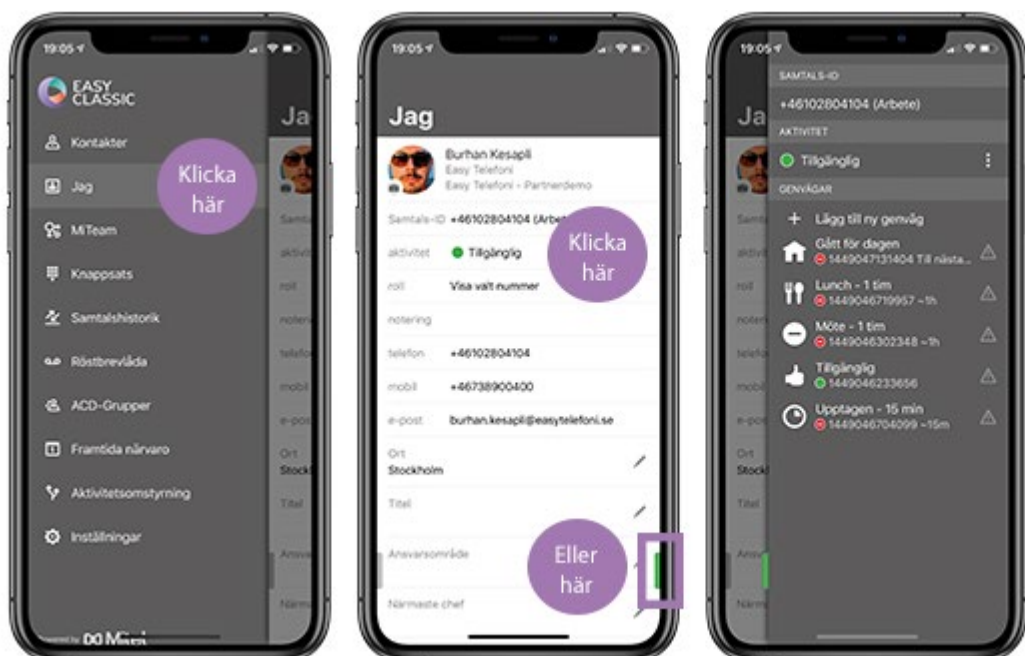 19:05
EASY
CLASSIC
Kontakter
Jag
MiTeam
Knappsats
Samtalshistorik
Röstbrevlåda
ACD-Grupper
Framtida närvaro
Aktivitetsomstyrning
Inställningar
Powered by Mitel
Klicka
här
19:05
Jag
Burhan Kesapli
Easy Telefoni
Easy Telefoni - Partnerdemo
Samtals-ID +46102804104 (Arbete
aktivitet Tillgänglig
roll Visa valt nummer
notering
telefon +46102804104
mobil +46738900400
e-post burhan.kesapli@easytelefoni.se
Ort
Stockholm
Titel
Ansvarsområde
Närmaste chef
Klicka
här
Eller
här
19:05
SAMTALS-ID
+46102804104 (Arbete)
AKTIVITET
Tillgänglig
GENVÄGAR
Lägg till ny genväg
Gått för dagen
1449047131404 Till nästa...
Lunch - 1 tim
1449046719957 ~1h
Möte - 1 tim
1449046302348 ~1h
Tillgänglig
1449046233656
Upptagen - 15 min
1449046704099 ~15m